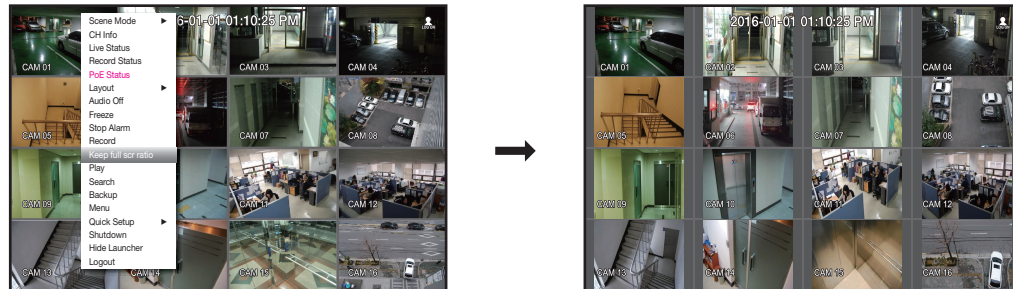 Scene Mode
CH Info
Live Status
Record Status
PoE Status
Layout
Audio Off
Freeze
Stop Alarm
Record
Keep full scr ratio
Play
Search
Backup
Menu
Quick Setup
Shutdown
Hide Launcher
Logout
6-01-01 01:10:25 PM
LOG ON
CAM 01
CAM 03
CAM 04
CAM 05
CAM 07
CAM 08
CAM 09
CAM 11
CAM 12
CAM 13
CAM 14
CAM 15
CAM 16
2016-01-01 01:10:25 PM
LOG ON
CAM 01
CAM 02
CAM 03
CAM 04
CAM 05
CAM 06
CAM 07
CAM 08
CAM 09
CAM 10
CAM 11
CAM 12
CAM 13
CAM 14
CAM 15
CAM 16